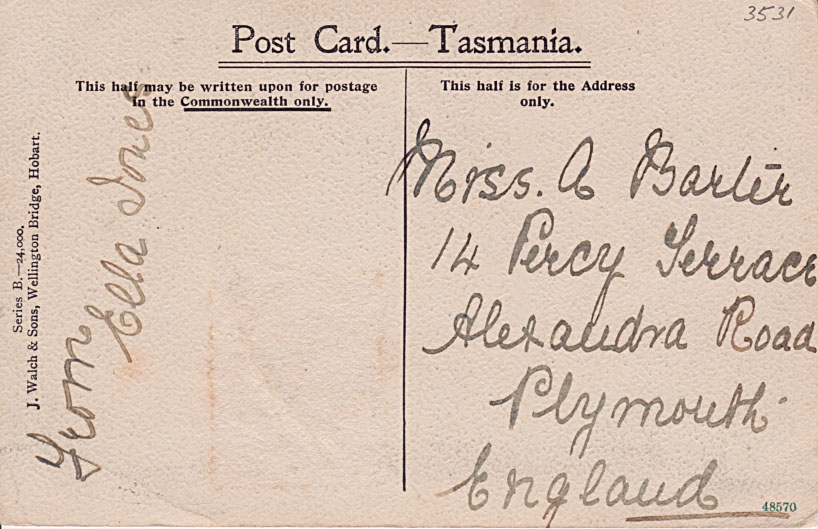 3531
Post Card.—Tasmania.
This half may be written upon for postage
in the Commonwealth only.
This half is for the Address
only.
Series B.—24,000.
J. Walch & Sons, Wellington Bridge, Hobart.
From
Ella Jones
Miss. A Barter
14 Percy Terrace
Alexandra Road
Plymouth
England
48570